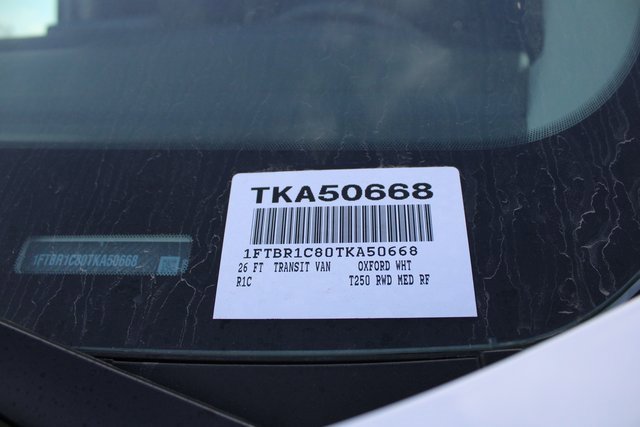 TKA50668
1FTBR1C80TKA50668
1FTBR1C80TKA50668
26 FT TRANSIT VAN OXFORD WHT
R1C T250 RWD MED RF